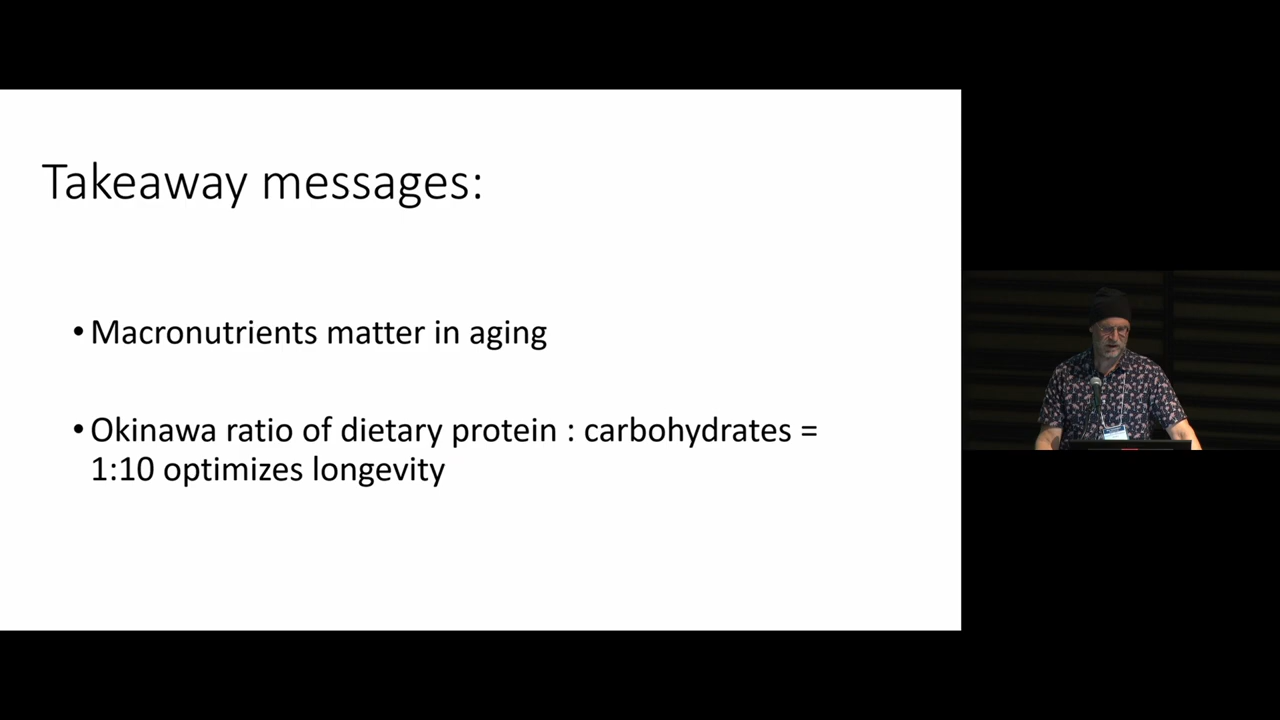 Takeaway messages:
•Macronutrients matter in aging
•Okinawa ratio of dietary protein : carbohydrates =
1:10 optimizes longevity